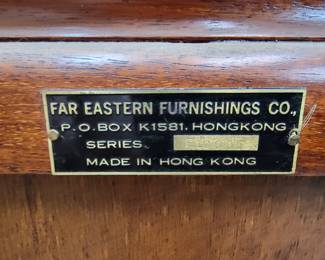 FAR EASTERN FURNISHINGS CO.,
P.O.BOX K1581. HONGKONG
SERIES
MADE IN HONG KONG